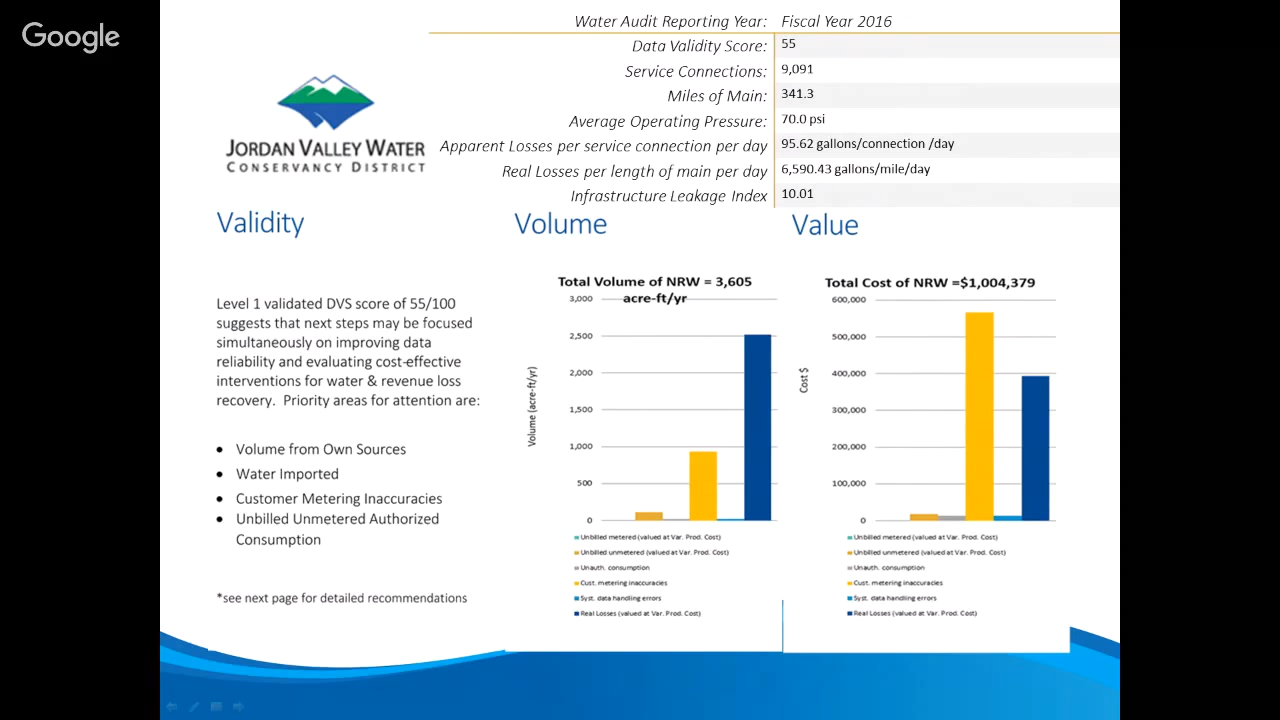 Google
Water Audit Reporting Year: Fiscal Year 2016
Data Validity Score: 55
Service Connections: 9,091
Miles of Main: 341.3
Average Operating Pressure: 70.0 psi
Apparent Losses per service connection per day 95.62 gallons/connection /day
Real Losses per length of main per day 6,590.43 gallons/mile/day
Infrastructure Leakage Index 10.01
JORDAN VALLEY WATER
CONSERVANCY DISTRICT
Validity
Level 1 validated DVS score of 55/100
suggests that next steps may be focused
simultaneously on improving data
reliability and evaluating cost-effective
interventions for water & revenue loss
recovery. Priority areas for attention are:
• Volume from Own Sources
• Water Imported
• Customer Metering Inaccuracies
• Unbilled Unmetered Authorized
Consumption
*see next page for detailed recommendations
Volume
Total Volume of NRW = 3,605
acre-ft/yr
3,000
2,500
2,000
1,500
1,000
500
0
Volume (acre-ft/yr)
Unbilled metered (valued at Var. Prod. Cost)
Unbilled unmetered (valued at Var. Prod. Cost)
Unauth. consumption
Cust. metering inaccuracies
Syst. data handling errors
Real Losses (valued at Var. Prod. Cost)
Value
Total Cost of NRW =$1,004,379
600,000
500,000
400,000
300,000
200,000
100,000
0
Cost $
Unbilled metered (valued at Var. Prod. Cost)
Unbilled unmetered (valued at Var. Prod. Cost)
Unauth. consumption
Cust. metering inaccuracies
Syst. data handling errors
Real Losses (valued at Var. Prod. Cost)